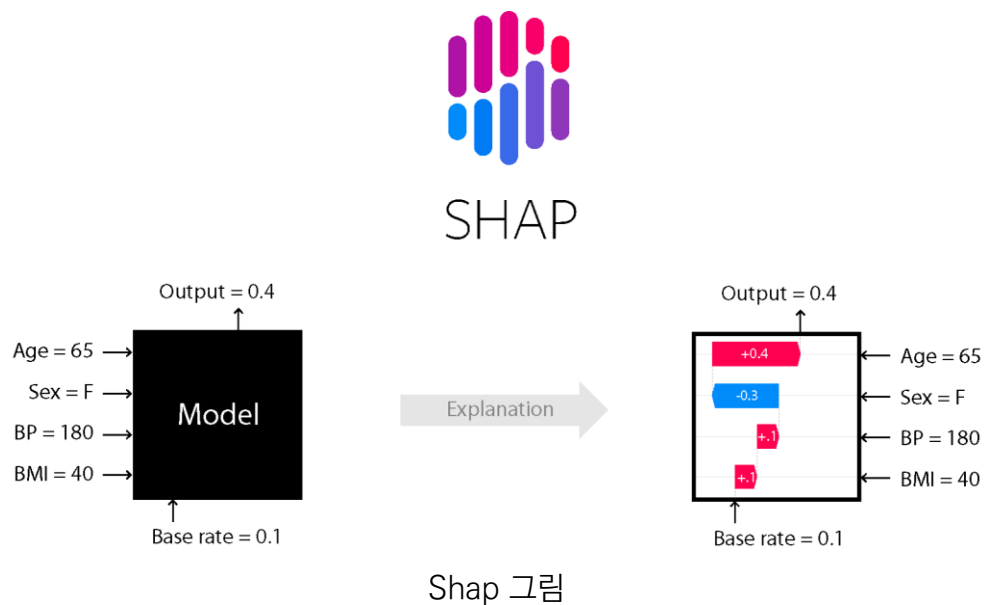 SHAP
Output = 0.4
Age = 65
Sex = F
BP = 180
BMI = 40
Model
Base rate = 0.1
Explanation
Output = 0.4
+0.4
Age = 65
-0.3
Sex = F
+.1
BP = 180
+.1
BMI = 40
Base rate = 0.1
Shap 그림